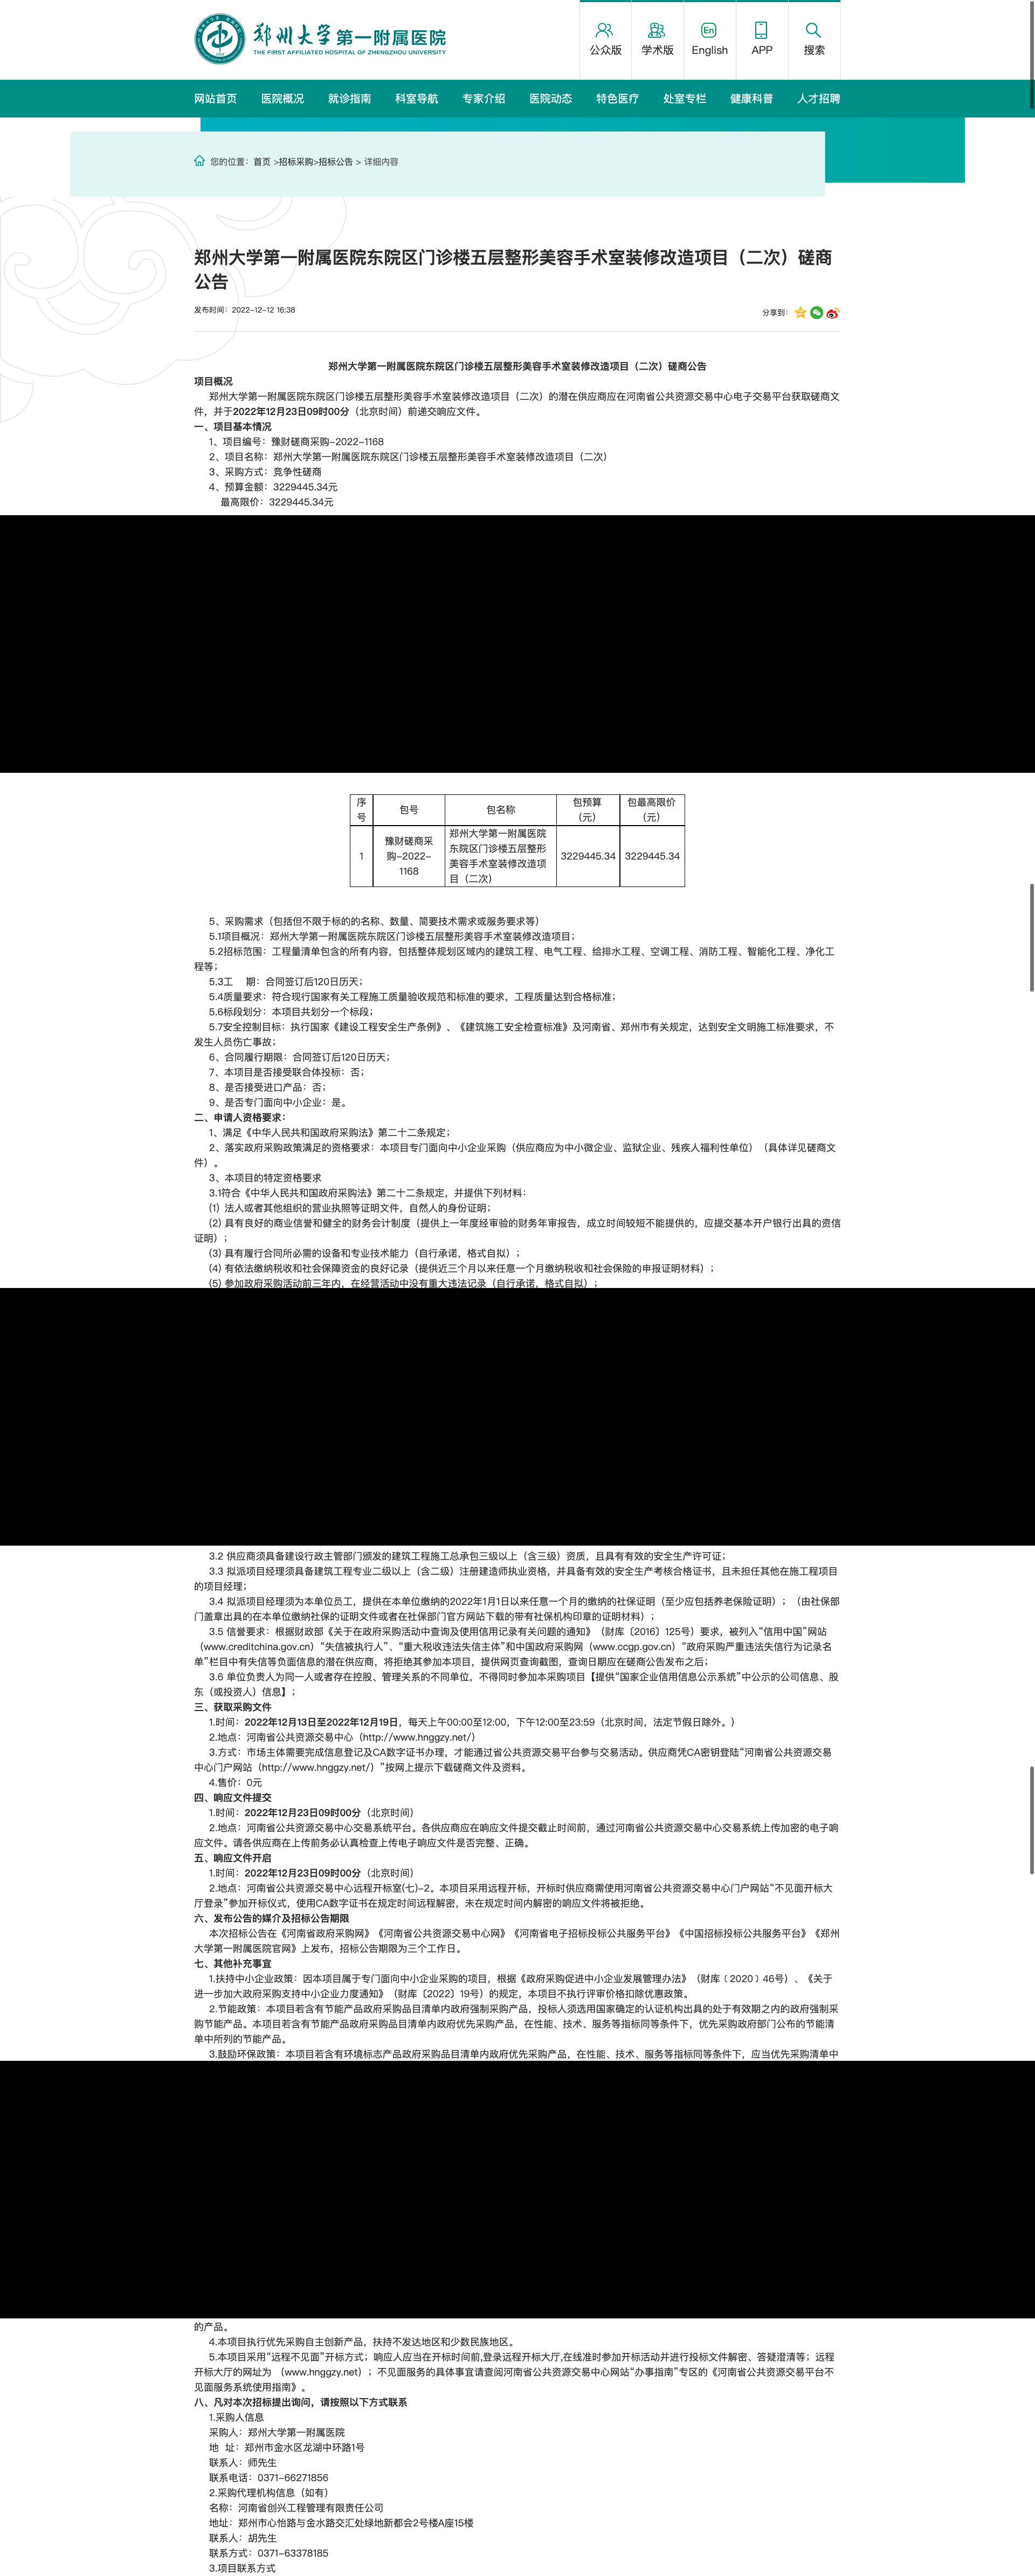 郑州大学第一附属医院
THE FIRST AFFILIATED HOSPITAL OF ZHENGZHOU UNIVERSITY
公众版
学术版
En
English
APP
搜索
网站首页
医院概况
就诊指南
科室导航
专家介绍
医院动态
特色医疗
处室专栏
健康科普
人才招聘
您的位置：首页 >招标采购>招标公告 > 详细内容
郑州大学第一附属医院东院区门诊楼五层整形美容手术室装修改造项目（二次）磋商
公告
发布时间：2022-12-12 16:38
分享到：
郑州大学第一附属医院东院区门诊楼五层整形美容手术室装修改造项目（二次）磋商公告
项目概况
郑州大学第一附属医院东院区门诊楼五层整形美容手术室装修改造项目（二次）的潜在供应商应在河南省公共资源交易中心电子交易平台获取磋商文
件，并于2022年12月23日09时00分（北京时间）前递交响应文件。
一、项目基本情况
1、项目编号：豫财磋商采购-2022-1168
2、项目名称：郑州大学第一附属医院东院区门诊楼五层整形美容手术室装修改造项目（二次）
3、采购方式：竞争性磋商
4、预算金额：3229445.34元
最高限价：3229445.34元
序号 包号 包名称 包预算（元） 包最高限价（元）
1 豫财磋商采购-2022-1168 郑州大学第一附属医院东院区门诊楼五层整形美容手术室装修改造项目（二次） 3229445.34 3229445.34
5、采购需求（包括但不限于标的的名称、数量、简要技术需求或服务要求等）
5.1项目概况：郑州大学第一附属医院东院区门诊楼五层整形美容手术室装修改造项目；
5.2招标范围：工程量清单包含的所有内容，包括整体规划区域内的建筑工程、电气工程、给排水工程、空调工程、消防工程、智能化工程、净化工
程等；
5.3工 期：合同签订后120日历天；
5.4质量要求：符合现行国家有关工程施工质量验收规范和标准的要求，工程质量达到合格标准；
5.6标段划分：本项目共划分一个标段；
5.7安全控制目标：执行国家《建设工程安全生产条例》、《建筑施工安全检查标准》及河南省、郑州市有关规定，达到安全文明施工标准要求，不
发生人员伤亡事故；
6、合同履行期限：合同签订后120日历天；
7、本项目是否接受联合体投标：否；
8、是否接受进口产品：否；
9、是否专门面向中小企业：是。
二、申请人资格要求：
1、满足《中华人民共和国政府采购法》第二十二条规定；
2、落实政府采购政策满足的资格要求：本项目专门面向中小企业采购（供应商应为中小微企业、监狱企业、残疾人福利性单位）（具体详见磋商文
件）。
3、本项目的特定资格要求
3.1符合《中华人民共和国政府采购法》第二十二条规定，并提供下列材料：
(1) 法人或者其他组织的营业执照等证明文件，自然人的身份证明；
(2) 具有良好的商业信誉和健全的财务会计制度（提供上一年度经审验的财务年审报告，成立时间较短不能提供的，应提交基本开户银行出具的资信
证明）；
(3) 具有履行合同所必需的设备和专业技术能力（自行承诺，格式自拟）；
(4) 有依法缴纳税收和社会保障资金的良好记录（提供近三个月以来任意一个月缴纳税收和社会保险的申报证明材料）；
(5) 参加政府采购活动前三年内，在经营活动中没有重大违法记录（自行承诺，格式自拟）；
3.2 供应商须具备建设行政主管部门颁发的建筑工程施工总承包三级以上（含三级）资质，且具有有效的安全生产许可证；
3.3 拟派项目经理须具备建筑工程专业二级以上（含二级）注册建造师执业资格，并具备有效的安全生产考核合格证书，且未担任其他在施工程项目
的项目经理；
3.4 拟派项目经理须为本单位员工，提供在本单位缴纳的2022年1月1日以来任意一个月的缴纳的社保证明（至少应包括养老保险证明）；（由社保部
门盖章出具的在本单位缴纳社保的证明文件或者在社保部门官方网站下载的带有社保机构印章的证明材料）；
3.5 信誉要求：根据财政部《关于在政府采购活动中查询及使用信用记录有关问题的通知》（财库〔2016〕125号）要求，被列入“信用中国”网站
（www.creditchina.gov.cn）“失信被执行人”、“重大税收违法失信主体”和中国政府采购网（www.ccgp.gov.cn）“政府采购严重违法失信行为记录名
单”栏目中有失信等负面信息的潜在供应商，将拒绝其参加本项目，提供网页查询截图，查询日期应在磋商公告发布之后；
3.6 单位负责人为同一人或者存在控股、管理关系的不同单位，不得同时参加本采购项目【提供“国家企业信用信息公示系统”中公示的公司信息、股
东（或投资人）信息】；
三、获取采购文件
1.时间：2022年12月13日至2022年12月19日，每天上午00:00至12:00，下午12:00至23:59（北京时间，法定节假日除外。）
2.地点：河南省公共资源交易中心（http://www.hnggzy.net/）
3.方式：市场主体需要完成信息登记及CA数字证书办理，才能通过省公共资源交易平台参与交易活动。供应商凭CA密钥登陆“河南省公共资源交易
中心门户网站（http://www.hnggzy.net/）”按网上提示下载磋商文件及资料。
4.售价：0元
四、响应文件提交
1.时间：2022年12月23日09时00分（北京时间）
2.地点：河南省公共资源交易中心交易系统平台。各供应商应在响应文件提交截止时间前，通过河南省公共资源交易中心交易系统上传加密的电子响
应文件。请各供应商在上传前务必认真检查上传电子响应文件是否完整、正确。
五、响应文件开启
1.时间：2022年12月23日09时00分（北京时间）
2.地点：河南省公共资源交易中心远程开标室(七)-2。本项目采用远程开标，开标时供应商需使用河南省公共资源交易中心门户网站“不见面开标大
厅登录”参加开标仪式，使用CA数字证书在规定时间远程解密，未在规定时间内解密的响应文件将被拒绝。
六、发布公告的媒介及招标公告期限
本次招标公告在《河南省政府采购网》《河南省公共资源交易中心网》《河南省电子招标投标公共服务平台》《中国招标投标公共服务平台》《郑州
大学第一附属医院官网》上发布，招标公告期限为三个工作日。
七、其他补充事宜
1.扶持中小企业政策：因本项目属于专门面向中小企业采购的项目，根据《政府采购促进中小企业发展管理办法》（财库﹝2020﹞46号）、《关于
进一步加大政府采购支持中小企业力度通知》（财库〔2022〕19号）的规定，本项目不执行评审价格扣除优惠政策。
2.节能政策：本项目若含有节能产品政府采购品目清单内政府强制采购产品，投标人须选用国家确定的认证机构出具的处于有效期之内的政府强制采
购节能产品。本项目若含有节能产品政府采购品目清单内政府优先采购产品，在性能、技术、服务等指标同等条件下，优先采购政府部门公布的节能清
单中所列的节能产品。
3.鼓励环保政策：本项目若含有环境标志产品政府采购品目清单内政府优先采购产品，在性能、技术、服务等指标同等条件下，应当优先采购清单中
的产品。
4.本项目执行优先采购自主创新产品，扶持不发达地区和少数民族地区。
5.本项目采用“远程不见面”开标方式；响应人应当在开标时间前,登录远程开标大厅,在线准时参加开标活动并进行投标文件解密、答疑澄清等；远程
开标大厅的网址为 （www.hnggzy.net）；不见面服务的具体事宜请查阅河南省公共资源交易中心网站“办事指南”专区的《河南省公共资源交易平台不
见面服务系统使用指南》。
八、凡对本次招标提出询问，请按照以下方式联系
1.采购人信息
采购人：郑州大学第一附属医院
地 址：郑州市金水区龙湖中环路1号
联系人：师先生
联系电话：0371-66271856
2.采购代理机构信息（如有）
名称：河南省创兴工程管理有限责任公司
地址：郑州市心怡路与金水路交汇处绿地新都会2号楼A座15楼
联系人：胡先生
联系方式：0371-63378185
3.项目联系方式